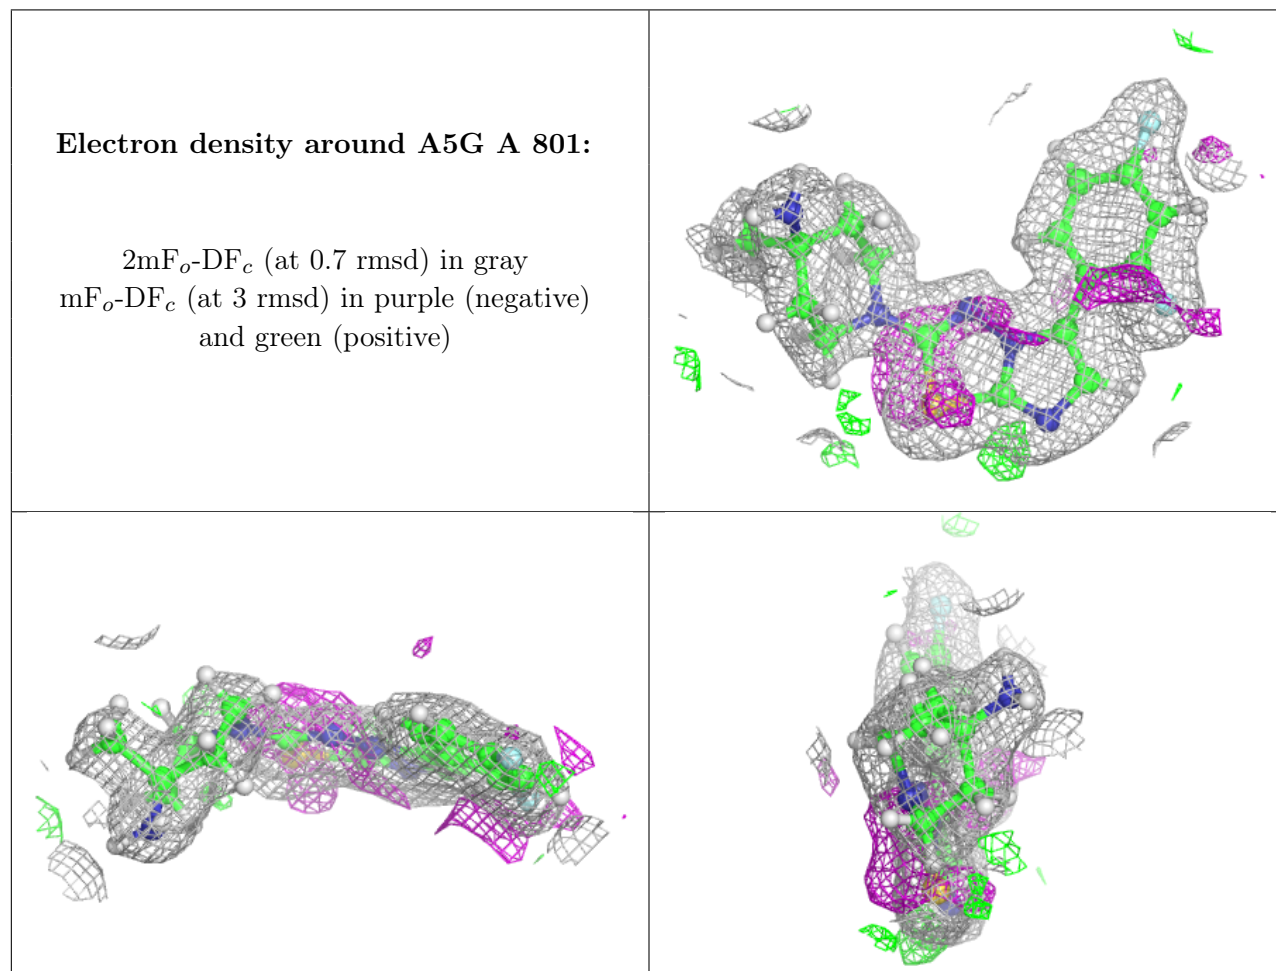 Electron density around A5G A 801:
2mFo-DFc (at 0.7 rmsd) in gray
mFo-DFc (at 3 rmsd) in purple (negative)
and green (positive)